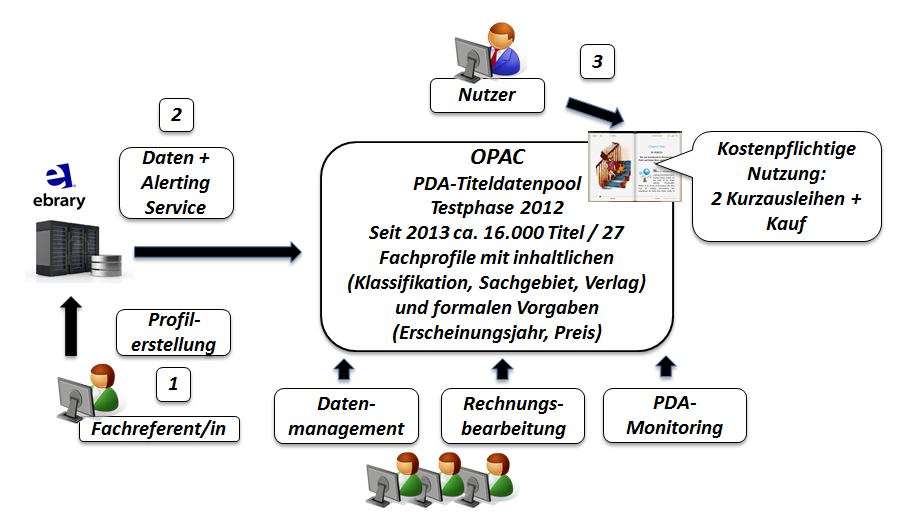 3
Nutzer
2
Daten +
Alerting
Service
ebrary
OPAC
PDA-Titeldatenpool
Testphase 2012
Seit 2013 ca. 16.000 Titel / 27
Fachprofile mit inhaltlichen
(Klassifikation, Sachgebiet, Verlag)
und formalen Vorgaben
(Erscheinungsjahr, Preis)
Kostenpflichtige
Nutzung:
2 Kurzausleihen +
Kauf
Profil-
erstellung
1
Fachreferent/in
Daten-
management
Rechnungs-
bearbeitung
PDA-
Monitoring